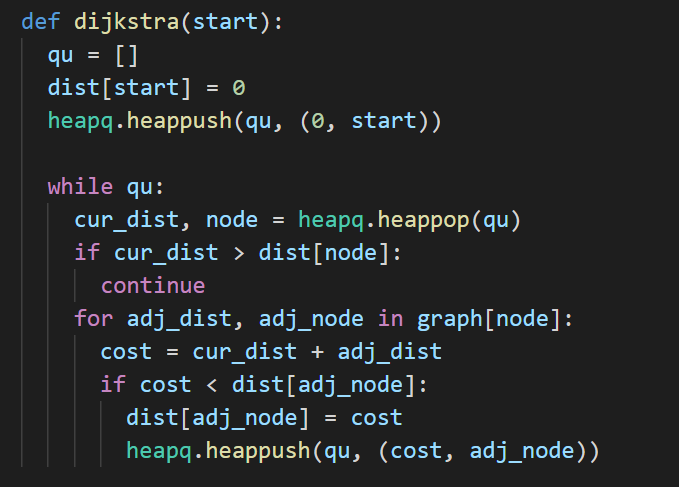 def dijkstra(start):
  qu = []
  dist[start] = 0
  heapq.heappush(qu, (0, start))

  while qu:
    cur_dist, node = heapq.heappop(qu)
    if cur_dist > dist[node]:
      continue
    for adj_dist, adj_node in graph[node]:
      cost = cur_dist + adj_dist
      if cost < dist[adj_node]:
        dist[adj_node] = cost
        heapq.heappush(qu, (cost, adj_node))